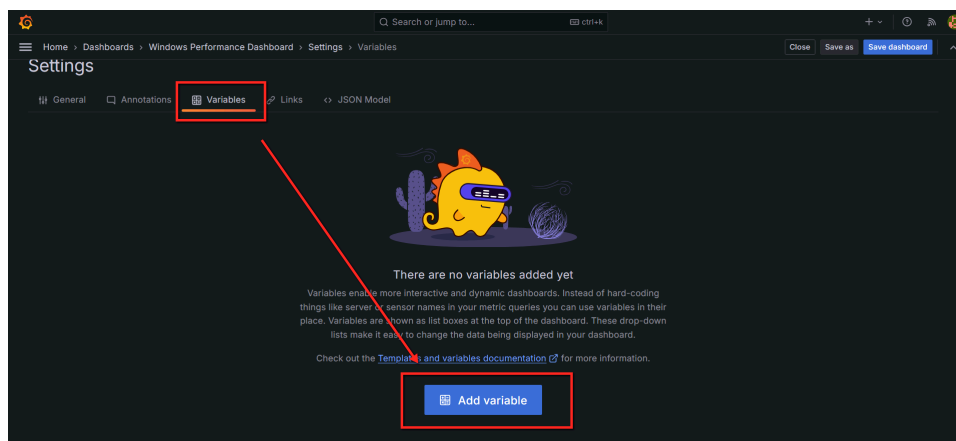 Search or jump to...
ctrl+k
Home › Dashboards › Windows Performance Dashboard › Settings › Variables
Close
Save as
Save dashboard
Settings
General
Annotations
Variables
Links
JSON Model
There are no variables added yet
Variables enable more interactive and dynamic dashboards. Instead of hard-coding
things like server or sensor names in your metric queries you can use variables in their
place. Variables are shown as list boxes at the top of the dashboard. These drop-down
lists make it easy to change the data being displayed in your dashboard.
Check out the Templates and variables documentation for more information.
Add variable